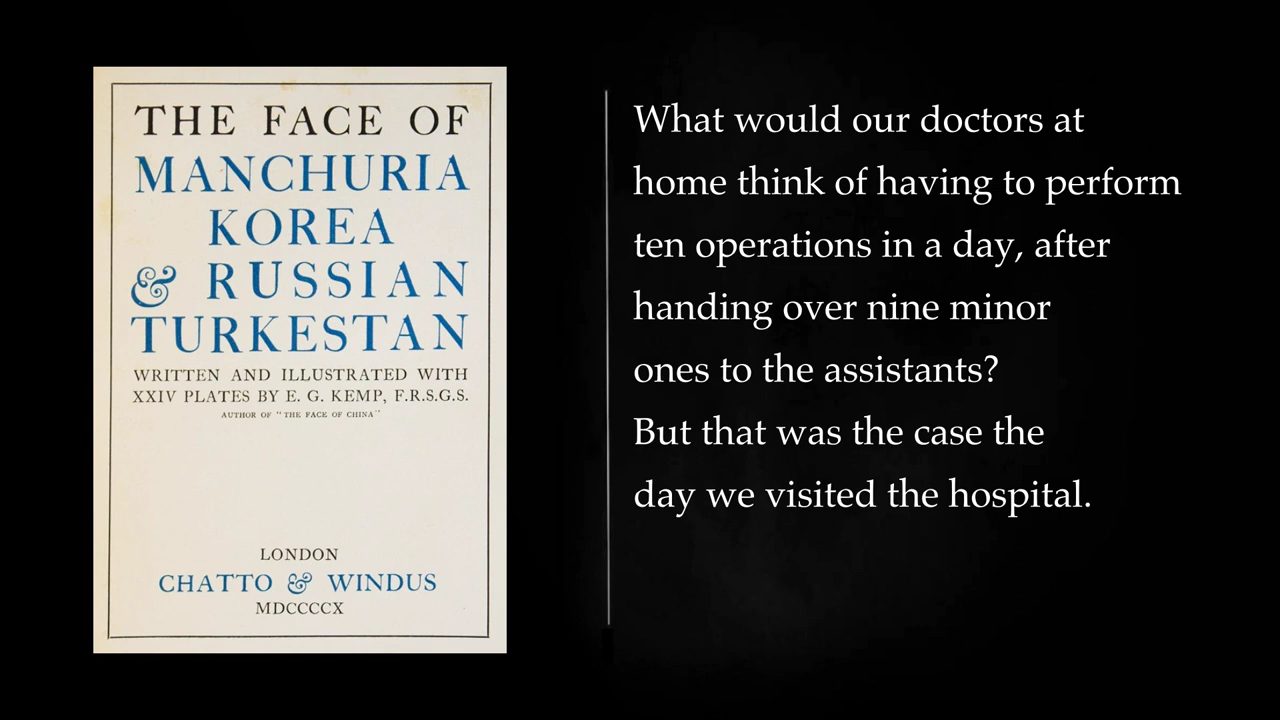 THE FACE OF
MANCHURIA
KOREA
& RUSSIAN
TURKESTAN
WRITTEN AND ILLUSTRATED WITH
XXIV PLATES BY E. G. KEMP, F.R.S.G.S.
AUTHOR OF "THE FACE OF CHINA"
LONDON
CHATTO & WINDUS
MDCCCCX
What would our doctors at
home think of having to perform
ten operations in a day, after
handing over nine minor
ones to the assistants?
But that was the case the
day we visited the hospital.